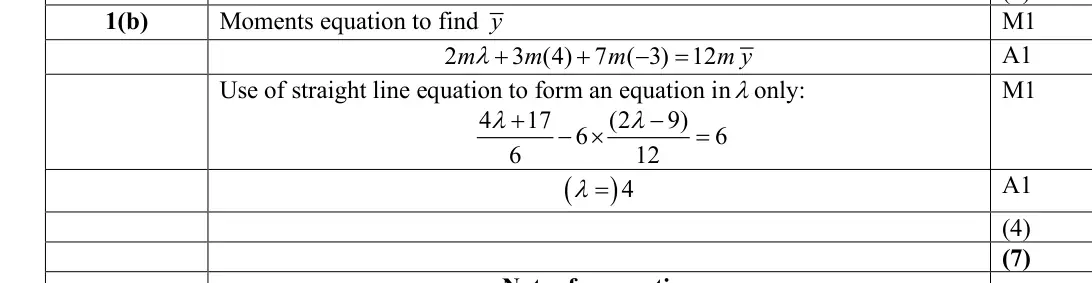 1(b) Moments equation to find y̅ M1
2mλ + 3m(4) + 7m(−3) = 12m y̅ A1
Use of straight line equation to form an equation in λ only: M1
(4λ + 17)/6 − 6 × (2λ − 9)/12 = 6
(λ =) 4 A1
(4)
(7)